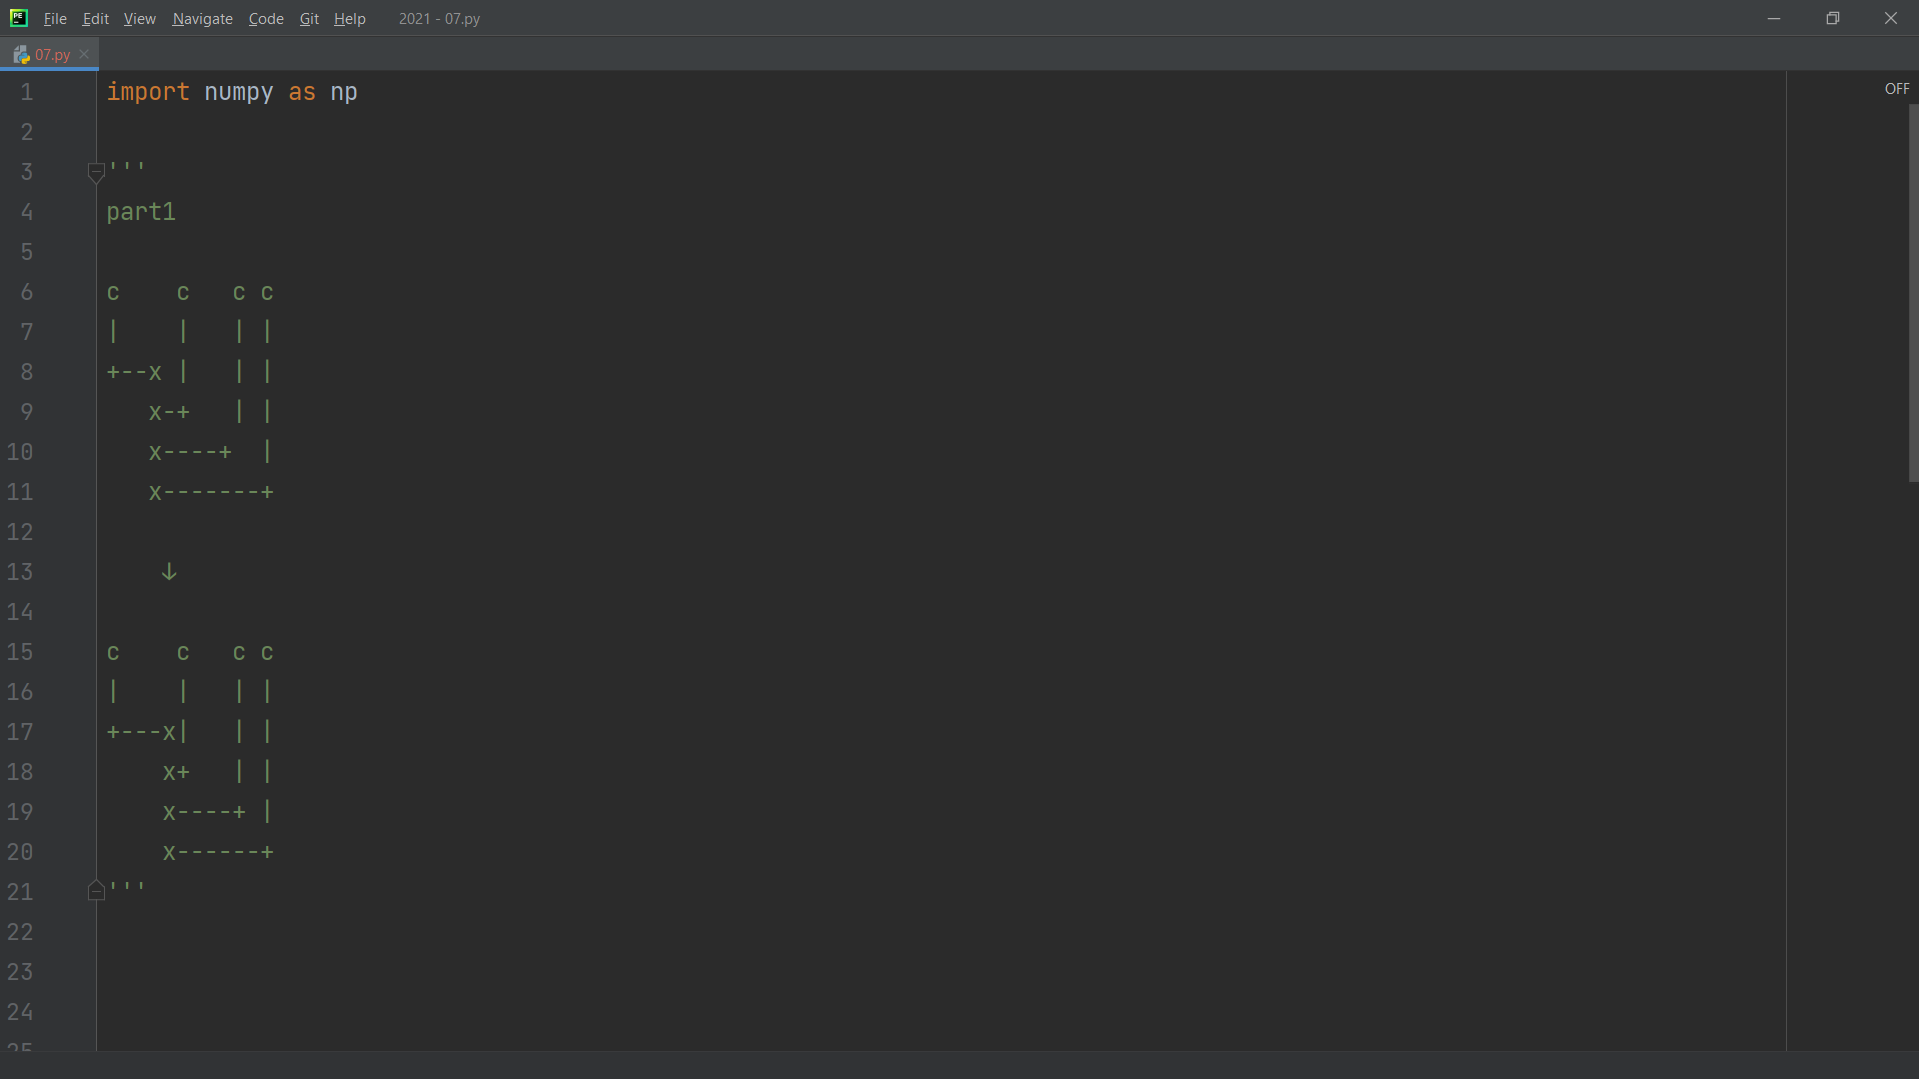 File Edit View Navigate Code Git Help 2021 - 07.py
07.py
OFF
1 import numpy as np
2
3 '''
4 part1
5
6 c    c   c c
7 |    |   | |
8 +--x |   | |
9    x-+   | |
10    x----+  |
11    x-------+
12
13     ↓
14
15 c    c   c c
16 |    |   | |
17 +---x|   | |
18     x+   | |
19     x----+ |
20     x------+
21 '''
22
23
24
25